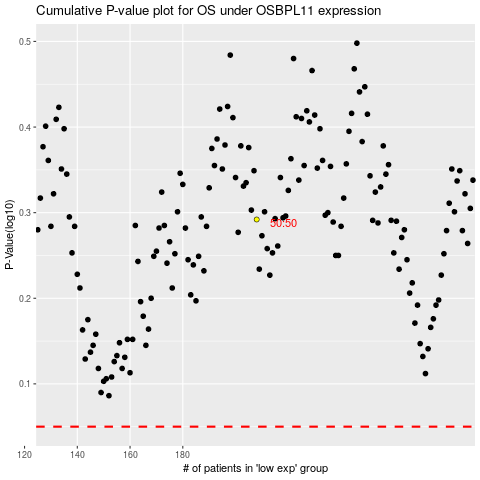 Cumulative P-value plot for OS under OSBPL11 expression
P-Value(log10)
0.5
0.4
0.3
0.2
0.1
50:50
120 140 160 180
# of patients in 'low exp' group